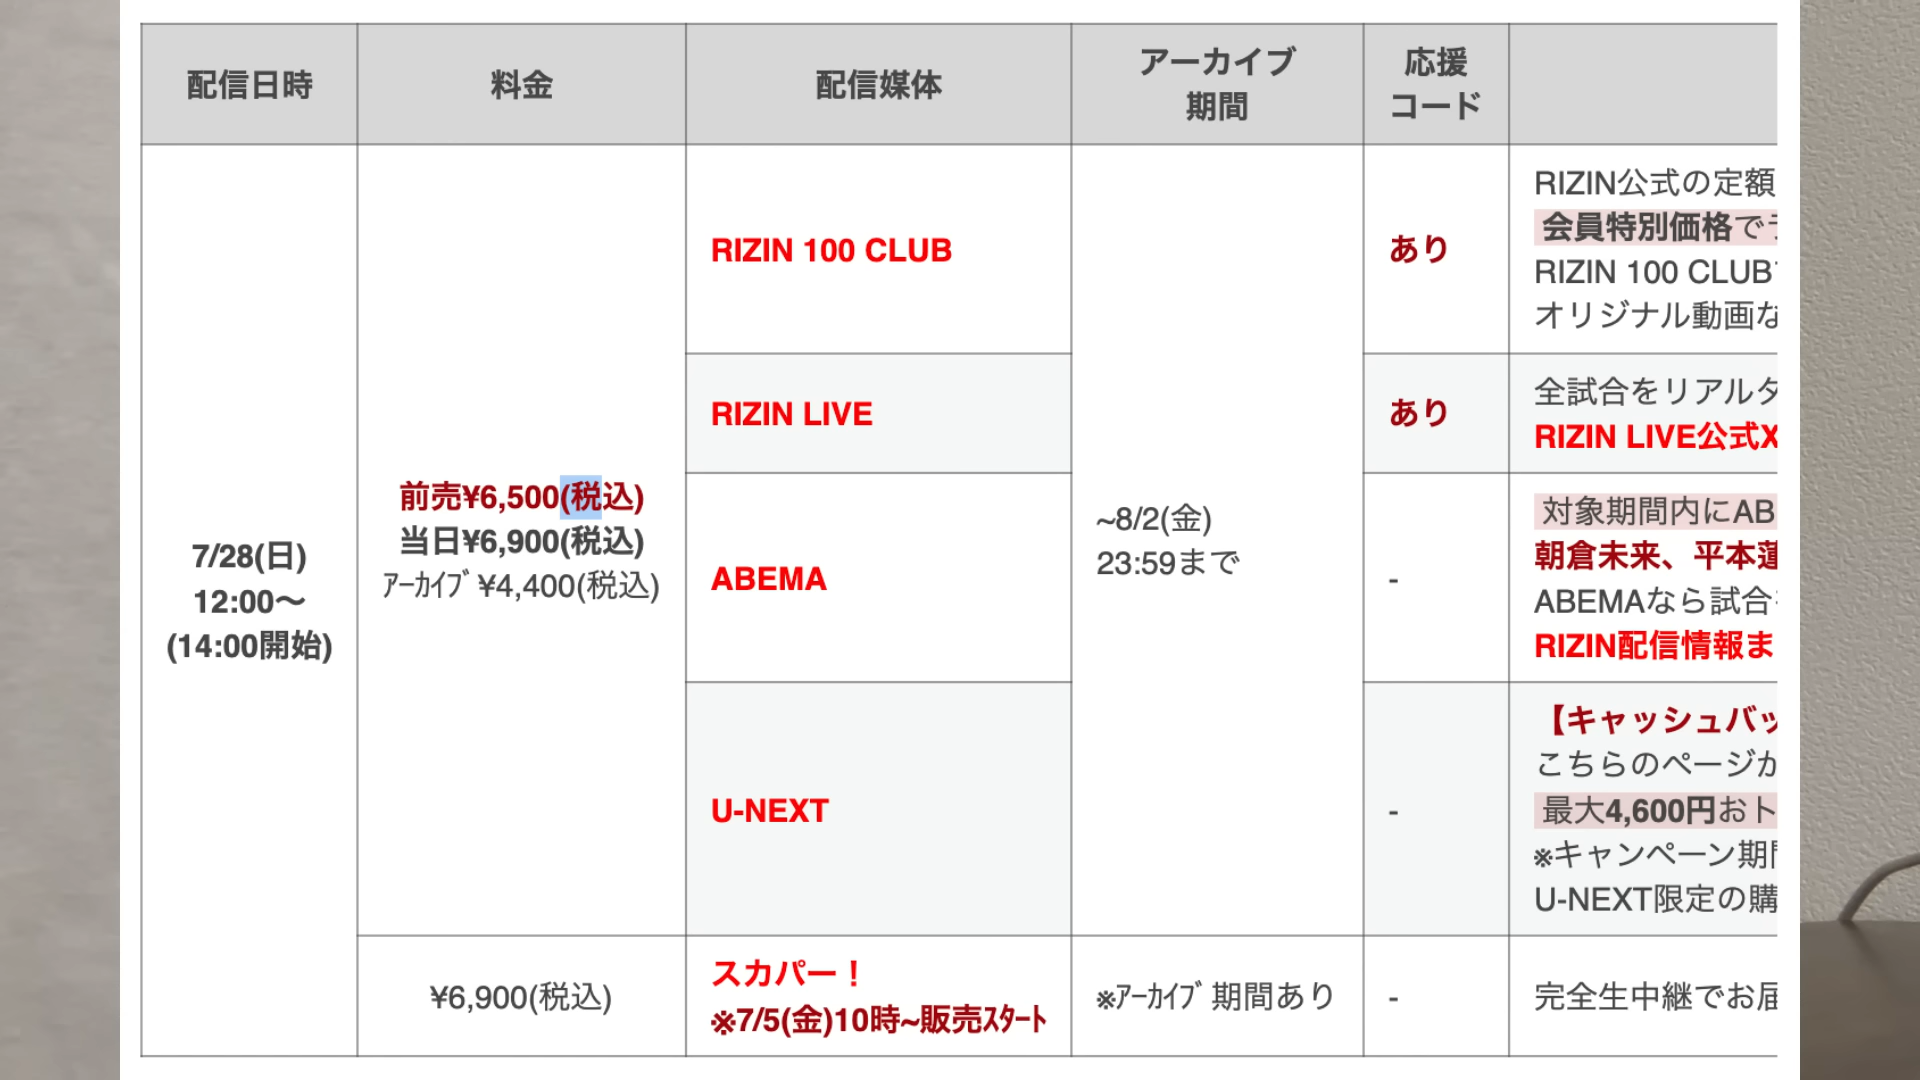 配信日時
料金
配信媒体
アーカイブ
期間
応援
コード
7/28(日)
12:00〜
(14:00開始)
前売¥6,500(税込)
当日¥6,900(税込)
ｱｰｶｲﾌﾞ ¥4,400(税込)
RIZIN 100 CLUB
~8/2(金)
23:59まで
あり
RIZIN公式の定額
会員特別価格で
RIZIN 100 CLUB
オリジナル動画な
RIZIN LIVE
あり
全試合をリアルタ
RIZIN LIVE公式X
ABEMA
-
対象期間内にAB
朝倉未来、平本蓮
ABEMAなら試合
RIZIN配信情報ま
U-NEXT
-
【キャッシュバッ
こちらのページか
最大4,600円おト
※キャンペーン期間
U-NEXT限定の購
¥6,900(税込)
スカパー！
※7/5(金)10時~販売ｽﾀｰﾄ
※ｱｰｶｲﾌﾞ 期間あり
-
完全生中継でお届